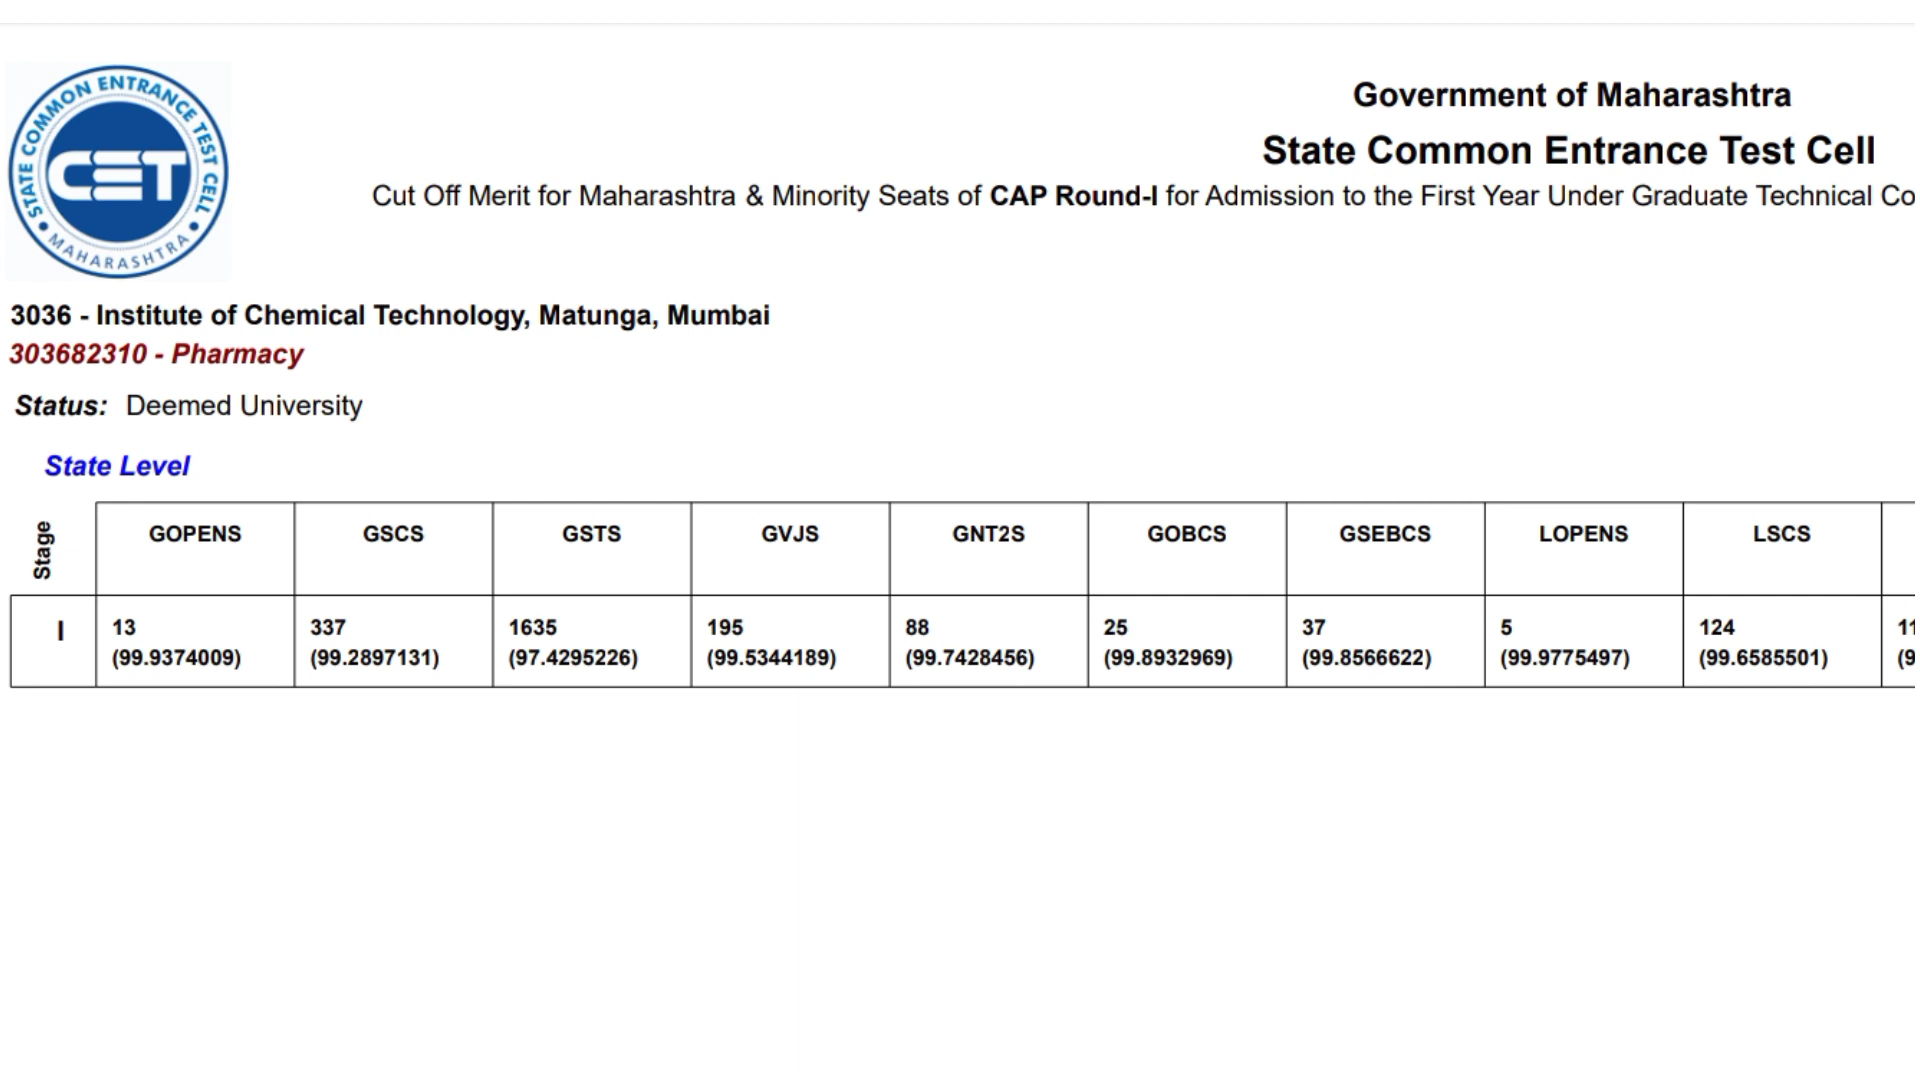 STATE COMMON ENTRANCE TEST CELL
CET
MAHARASHTRA
Government of Maharashtra
State Common Entrance Test Cell
Cut Off Merit for Maharashtra & Minority Seats of CAP Round-I for Admission to the First Year Under Graduate Technical Co
3036 - Institute of Chemical Technology, Matunga, Mumbai
303682310 - Pharmacy
Status: Deemed University
State Level
Stage GOPENS GSCS GSTS GVJS GNT2S GOBCS GSEBCS LOPENS LSCS
I 13 337 1635 195 88 25 37 5 124 11
(99.9374009) (99.2897131) (97.4295226) (99.5344189) (99.7428456) (99.8932969) (99.8566622) (99.9775497) (99.6585501) (9